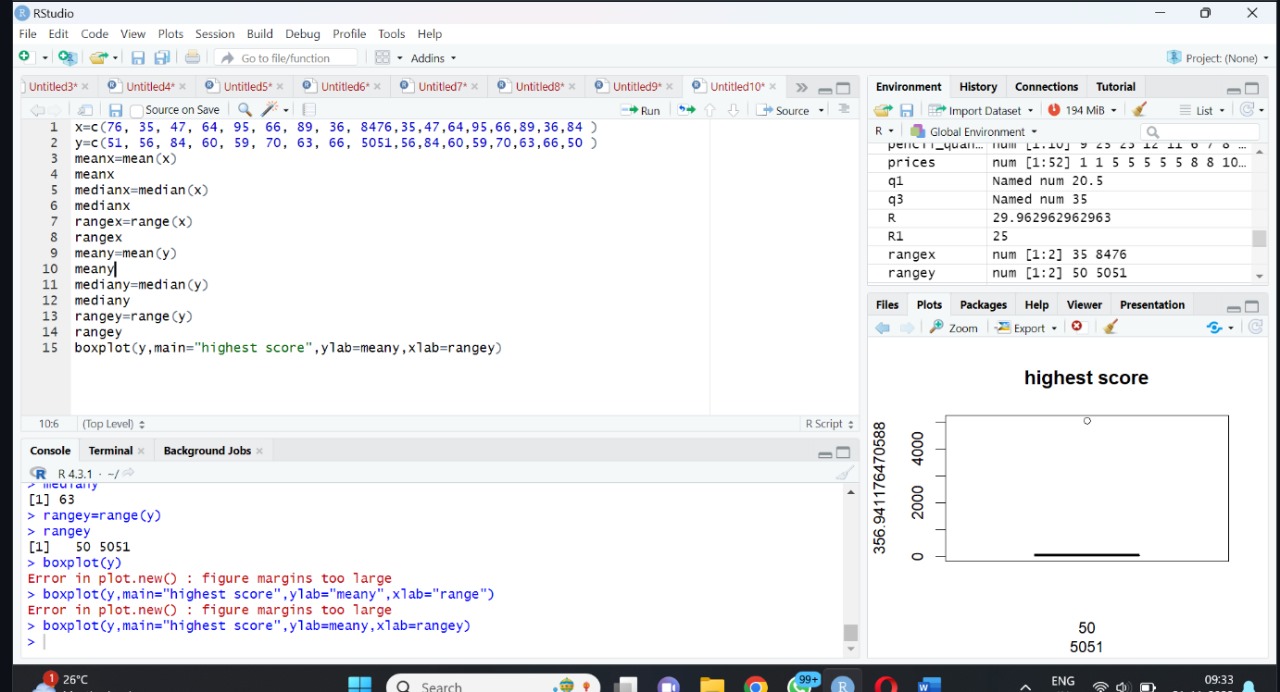 RStudio
File Edit Code View Plots Session Build Debug Profile Tools Help
Go to file/function Addins Project: (None)
Untitled3* Untitled4* Untitled5* Untitled6* Untitled7* Untitled8* Untitled9* Untitled10*
Source on Save Run Source
1 x=c(76, 35, 47, 64, 95, 66, 89, 36, 8476,35,47,64,95,66,89,36,84 )
2 y=c(51, 56, 84, 60, 59, 70, 63, 66, 5051,56,84,60,59,70,63,66,50 )
3 meanx=mean(x)
4 meanx
5 medianx=median(x)
6 medianx
7 rangex=range(x)
8 rangex
9 meany=mean(y)
10 meany
11 mediany=median(y)
12 mediany
13 rangey=range(y)
14 rangey
15 boxplot(y,main="highest score",ylab=meany,xlab=rangey)
10:6 (Top Level) R Script
Console Terminal Background Jobs
R 4.3.1 · ~/
> mediany
[1] 63
> rangey=range(y)
> rangey
[1] 50 5051
> boxplot(y)
Error in plot.new() : figure margins too large
> boxplot(y,main="highest score",ylab="meany",xlab="range")
Error in plot.new() : figure margins too large
> boxplot(y,main="highest score",ylab=meany,xlab=rangey)
>
Environment History Connections Tutorial
Import Dataset 194 MiB List
R Global Environment
prices num [1:52] 1 1 5 5 5 5 5 8 8 10…
q1 Named num 20.5
q3 Named num 35
R 29.962962962963
R1 25
rangex num [1:2] 35 8476
rangey num [1:2] 50 5051
Files Plots Packages Help Viewer Presentation
Zoom Export
highest score
356.941176470588
4000
2000
0
50
5051
1 26°C
Search
99+
ENG
09:33